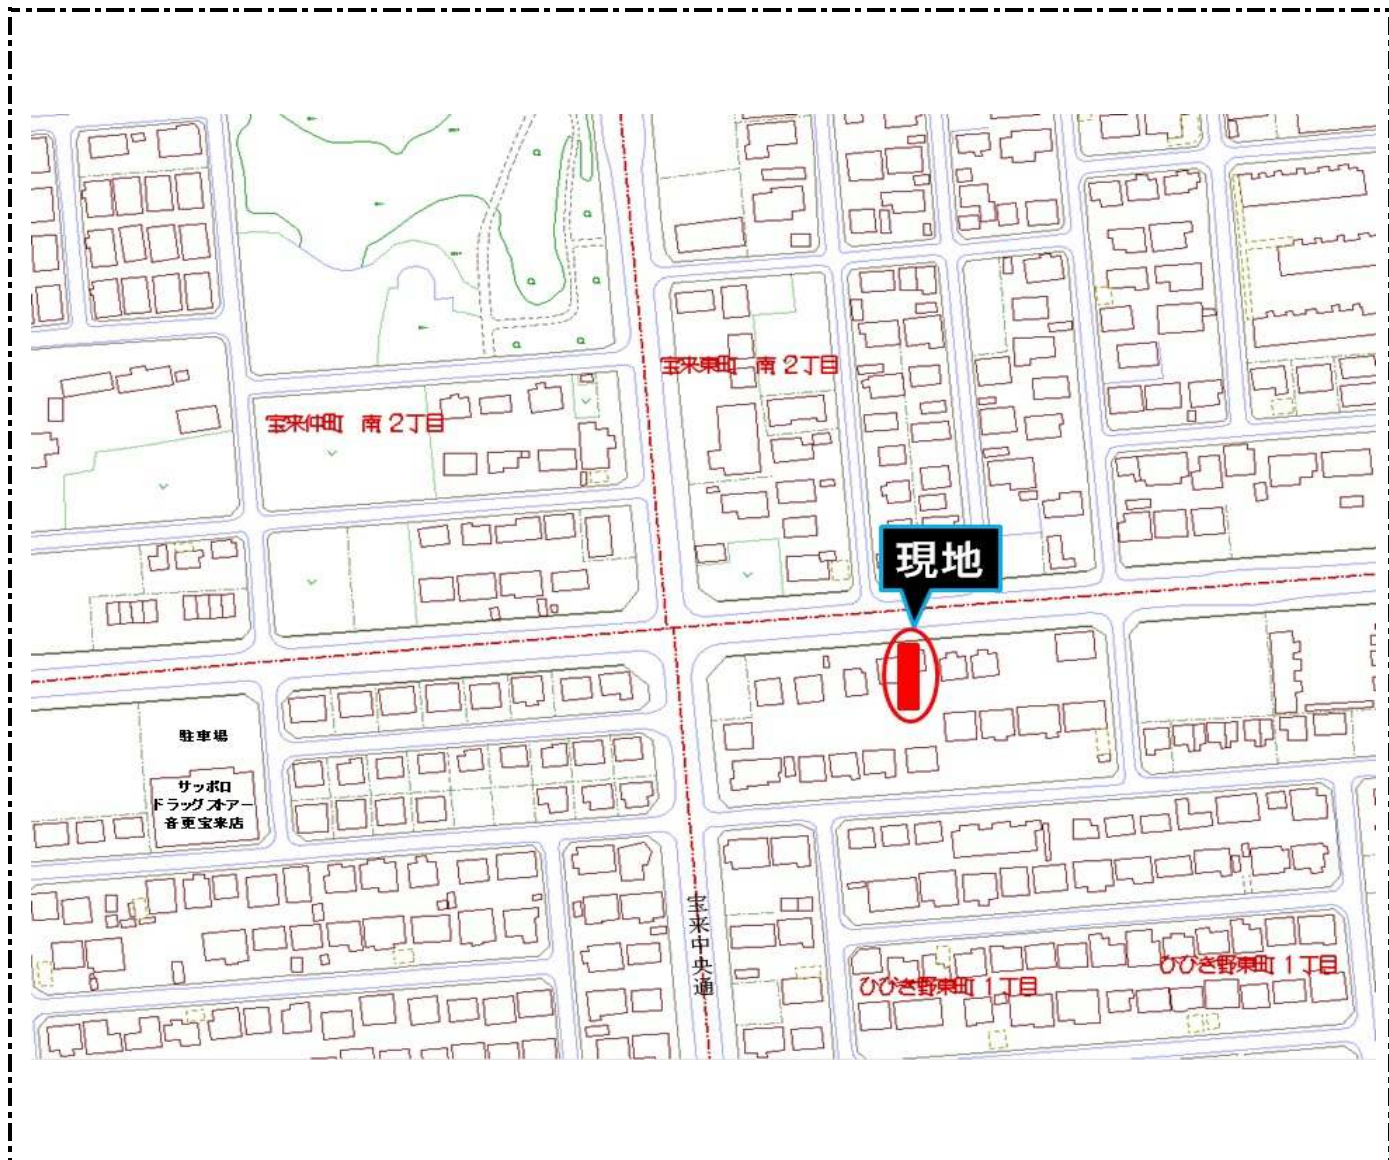 宝来東町 南2丁目
宝来仲町 南2丁目
現地
駐車場
サッポロ
ドラッグストアー
音更宝来店
宝来中央通
ひびき野東町1丁目
ひびき野東町1丁目